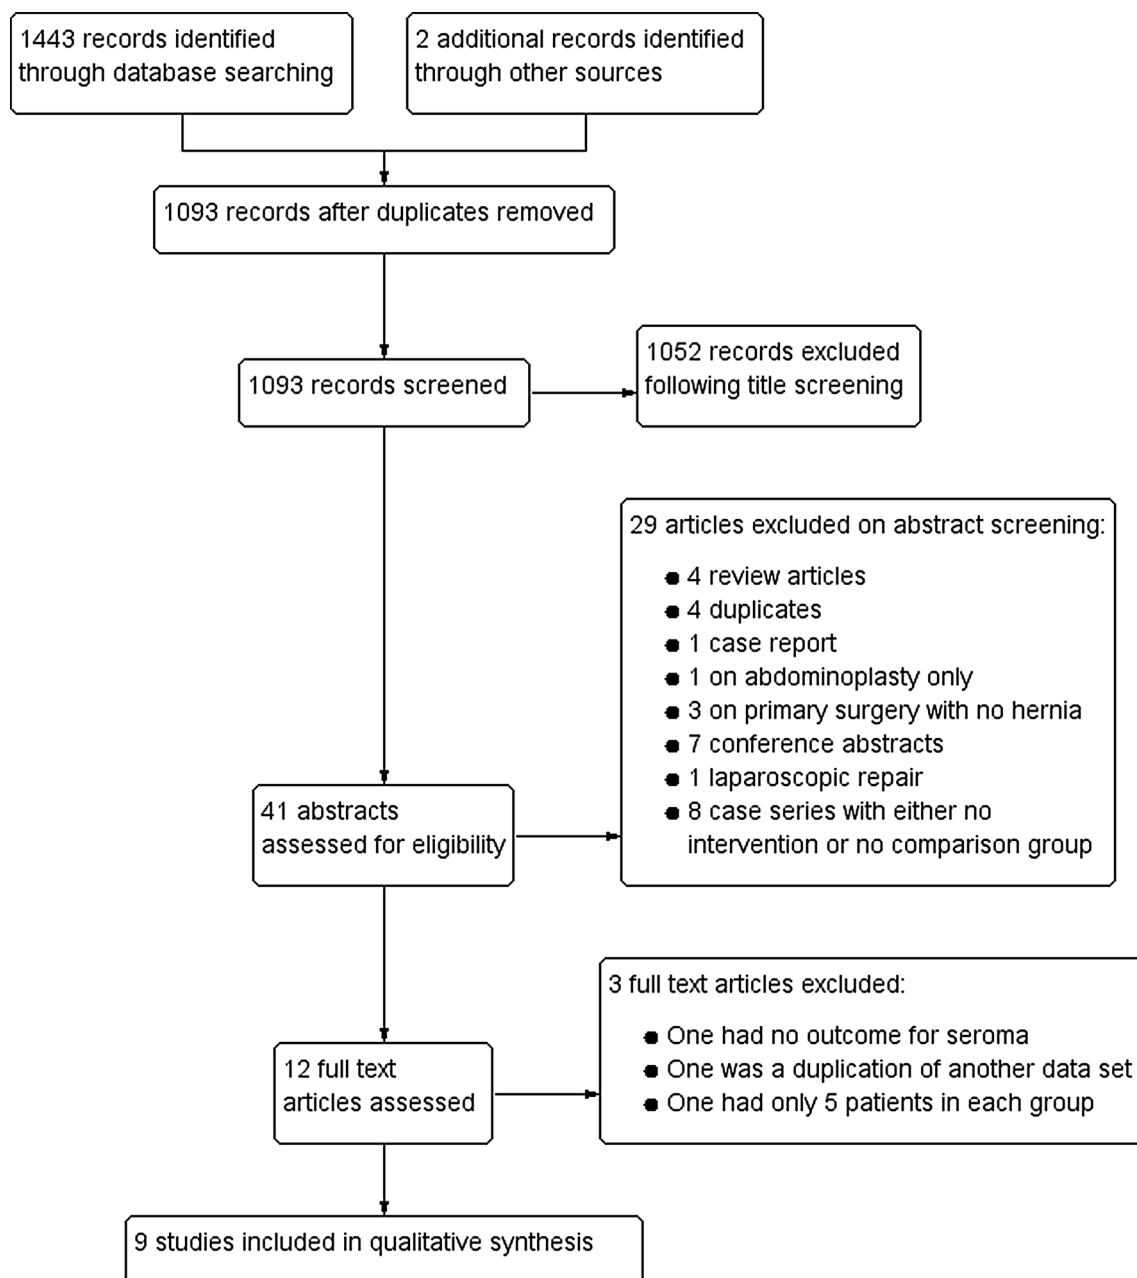 1443 records identified
through database searching
2 additional records identified
through other sources
1093 records after duplicates removed
1093 records screened
1052 records excluded
following title screening
41 abstracts
assessed for eligibility
29 articles excluded on abstract screening:
● 4 review articles
● 4 duplicates
● 1 case report
● 1 on abdominoplasty only
● 3 on primary surgery with no hernia
● 7 conference abstracts
● 1 laparoscopic repair
● 8 case series with either no
intervention or no comparison group
12 full text
articles assessed
3 full text articles excluded:
● One had no outcome for seroma
● One was a duplication of another data set
● One had only 5 patients in each group
9 studies included in qualitative synthesis